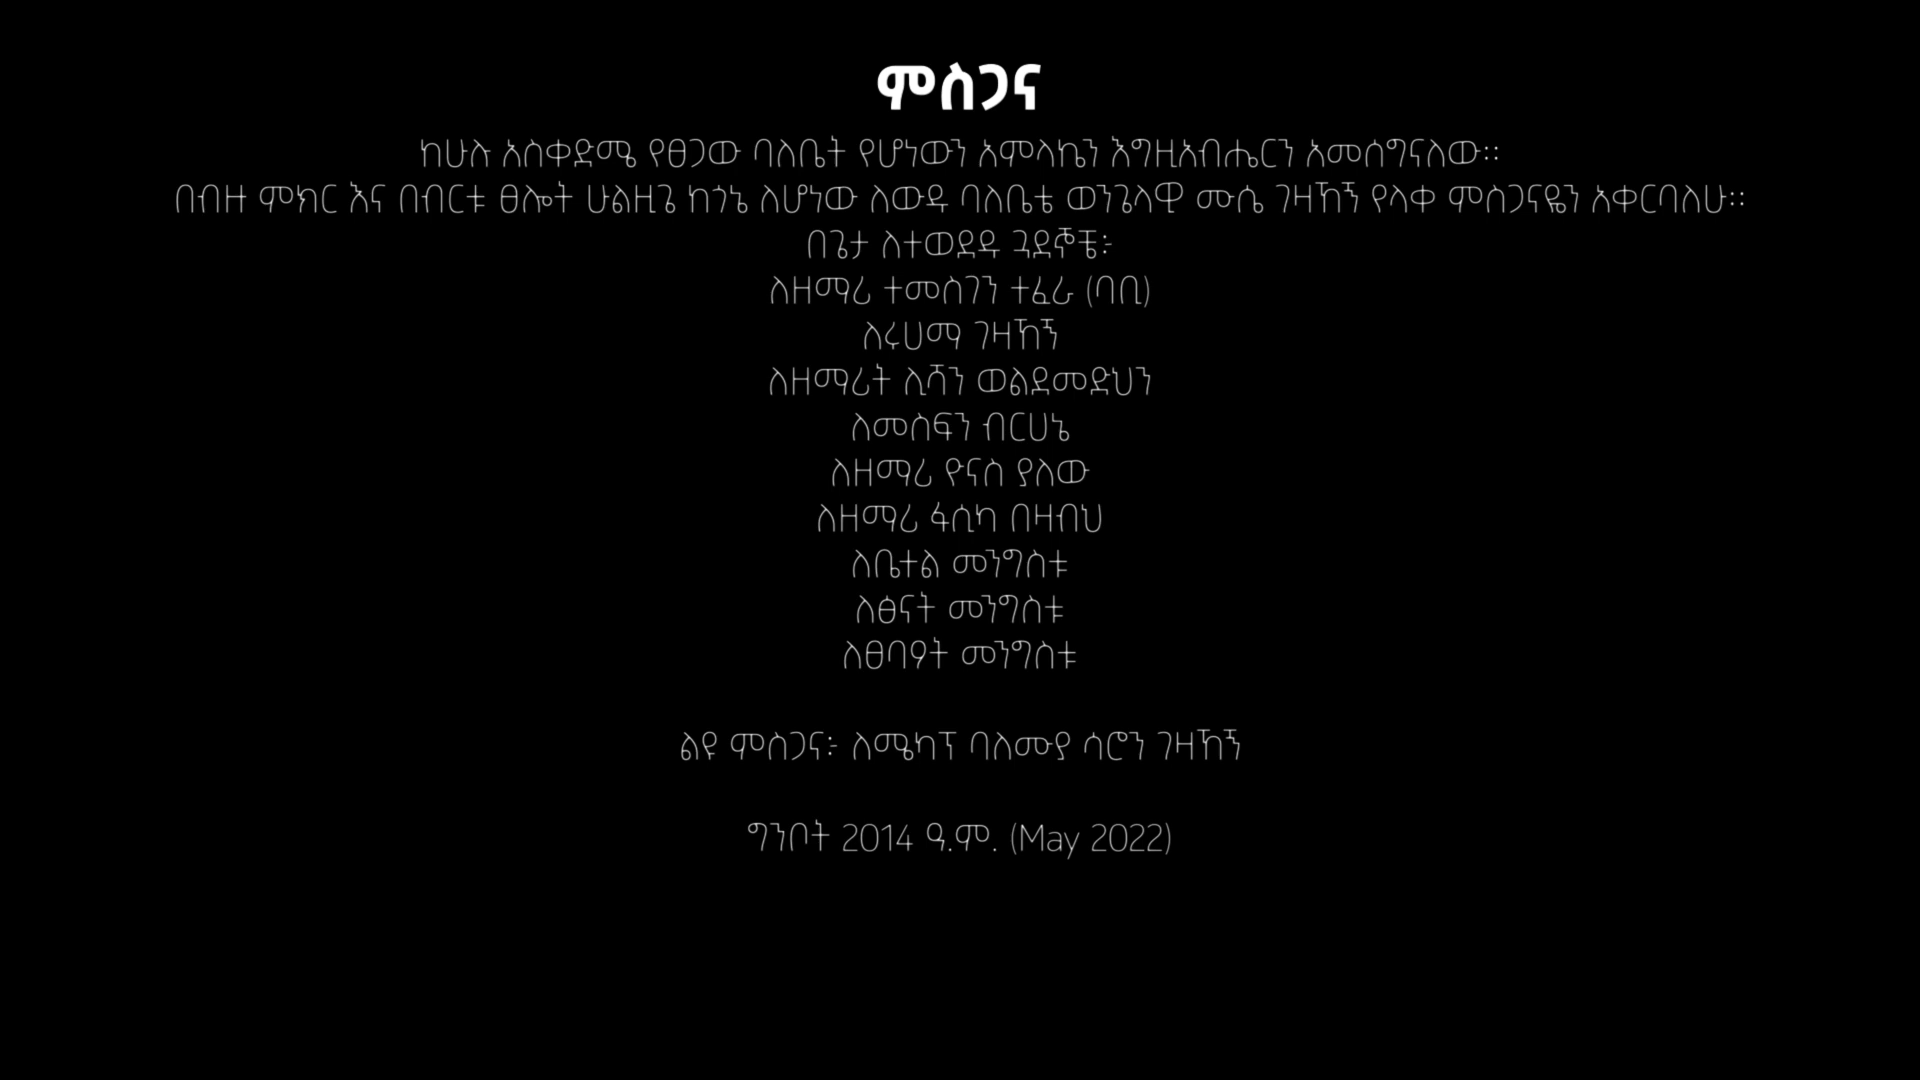 ምስጋና
ከሁሉ አስቀድሜ የፀጋው ባለቤት የሆነውን አምላኬን እግዚአብሔርን አመሰግናለው፡፡
በብዙ ምክር እና በብርቱ ፀሎት ሁልዚጌ ከጎኔ ለሆነው ለውዱ ባለቤቴ ወንጌላዊ ሙሴ ገዛኸኝ የላቀ ምስጋናዬን አቀርባለሁ፡፡
በጌታ ለተወደዱ ጓደኞቼ፦
ለዘማሪ ተመስገን ተፈራ (ባቢ)
ለሩሀማ ገዛኸኝ
ለዘማሪት ሊሻን ወልደመድህን
ለመስፍን ብርሀኔ
ለዘማሪ ዮናስ ያለው
ለዘማሪ ፋሲካ በዛብህ
ለቤተል መንግስቱ
ለፅናት መንግስቱ
ለፀባዖት መንግስቱ
ልዩ ምስጋና፦ ለሜካፕ ባለሙያ ሳሮን ገዛኸኝ
ግንቦት 2014 ዓ.ም. (May 2022)